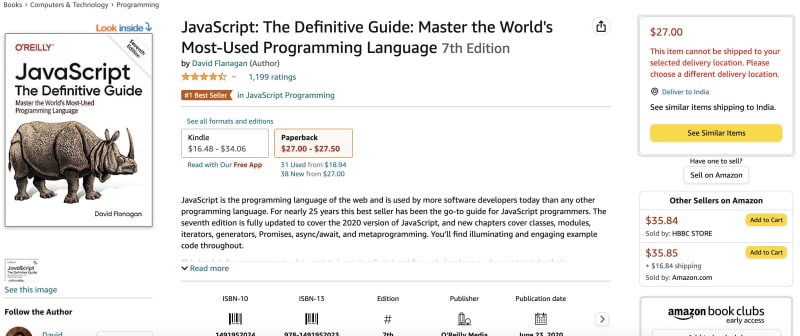 Books › Computers & Technology › Programming
Look inside
O'REILLY®
Seventh Edition
JavaScript
The Definitive Guide
Master the World's
Most-Used Programming Language
David Flanagan
JavaScript
The Definitive Guide
See this image
Follow the Author
David
JavaScript: The Definitive Guide: Master the World's
Most-Used Programming Language 7th Edition
by David Flanagan (Author)
1,199 ratings
#1 Best Seller in JavaScript Programming
See all formats and editions
Kindle
$16.48 - $34.06
Read with Our Free App
Paperback
$27.00 - $27.50
31 Used from $18.94
38 New from $27.00
JavaScript is the programming language of the web and is used by more software developers today than any other
programming language. For nearly 25 years this best seller has been the go-to guide for JavaScript programmers. The
seventh edition is fully updated to cover the 2020 version of JavaScript, and new chapters cover classes, modules,
iterators, generators, Promises, async/await, and metaprogramming. You'll find illuminating and engaging example
code throughout.
Read more
ISBN-10
1491952024
ISBN-13
978-1491952023
Edition
#
7th
Publisher
O'Reilly Media
Publication date
June 23, 2020
$27.00
This item cannot be shipped to your
selected delivery location. Please
choose a different delivery location.
Deliver to India
See similar items shipping to India.
See Similar Items
Have one to sell?
Sell on Amazon
Other Sellers on Amazon
$35.84
Add to Cart
Sold by: HBBC STORE
$35.85
Add to Cart
+ $16.84 shipping
Sold by: Amazon.com
amazon book clubs
early access